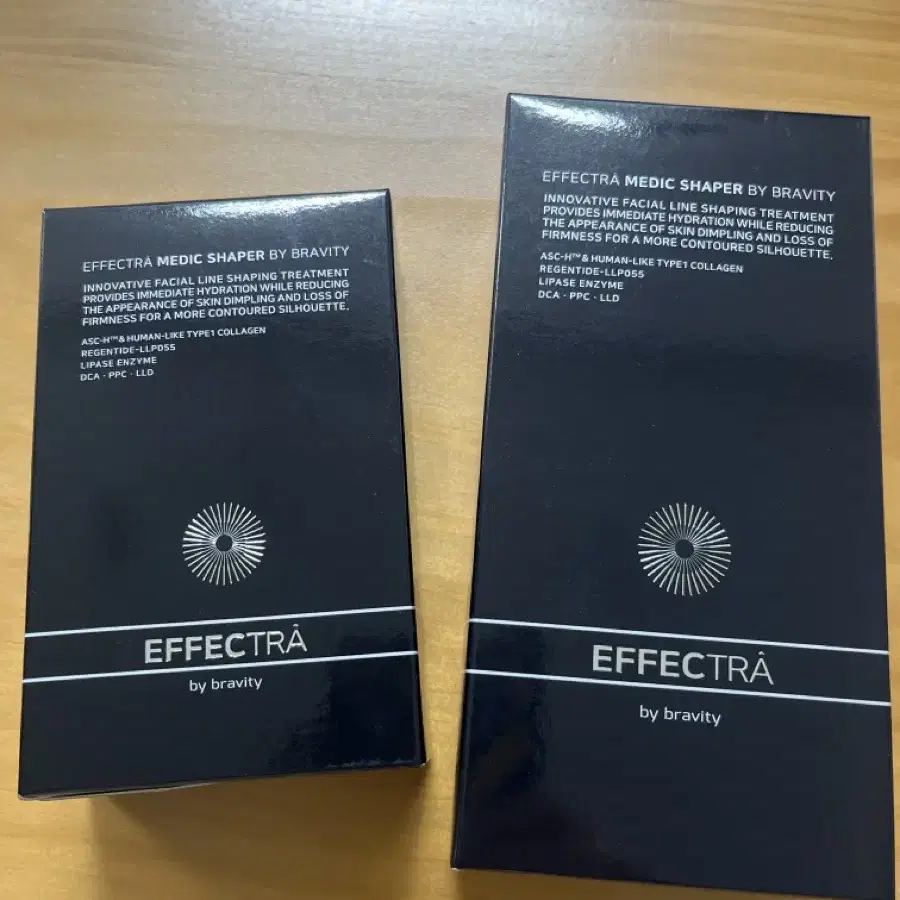 EFFECTRÂ MEDIC SHAPER BY BRAVITY
INNOVATIVE FACIAL LINE SHAPING TREATMENT
PROVIDES IMMEDIATE HYDRATION WHILE REDUCING
THE APPEARANCE OF SKIN DIMPLING AND LOSS OF
FIRMNESS FOR A MORE CONTOURED SILHOUETTE.
ASC-H™ & HUMAN-LIKE TYPE1 COLLAGEN
REGENTIDE-LLP055
LIPASE ENZYME
DCA · PPC · LLD
EFFECTRÂ
by bravity
EFFECTRÂ MEDIC SHAPER BY BRAVITY
INNOVATIVE FACIAL LINE SHAPING TREATMENT
PROVIDES IMMEDIATE HYDRATION WHILE REDUCING
THE APPEARANCE OF SKIN DIMPLING AND LOSS OF
FIRMNESS FOR A MORE CONTOURED SILHOUETTE.
ASC-H™ & HUMAN-LIKE TYPE1 COLLAGEN
REGENTIDE-LLP055
LIPASE ENZYME
DCA · PPC · LLD
EFFECTRÂ
by bravity